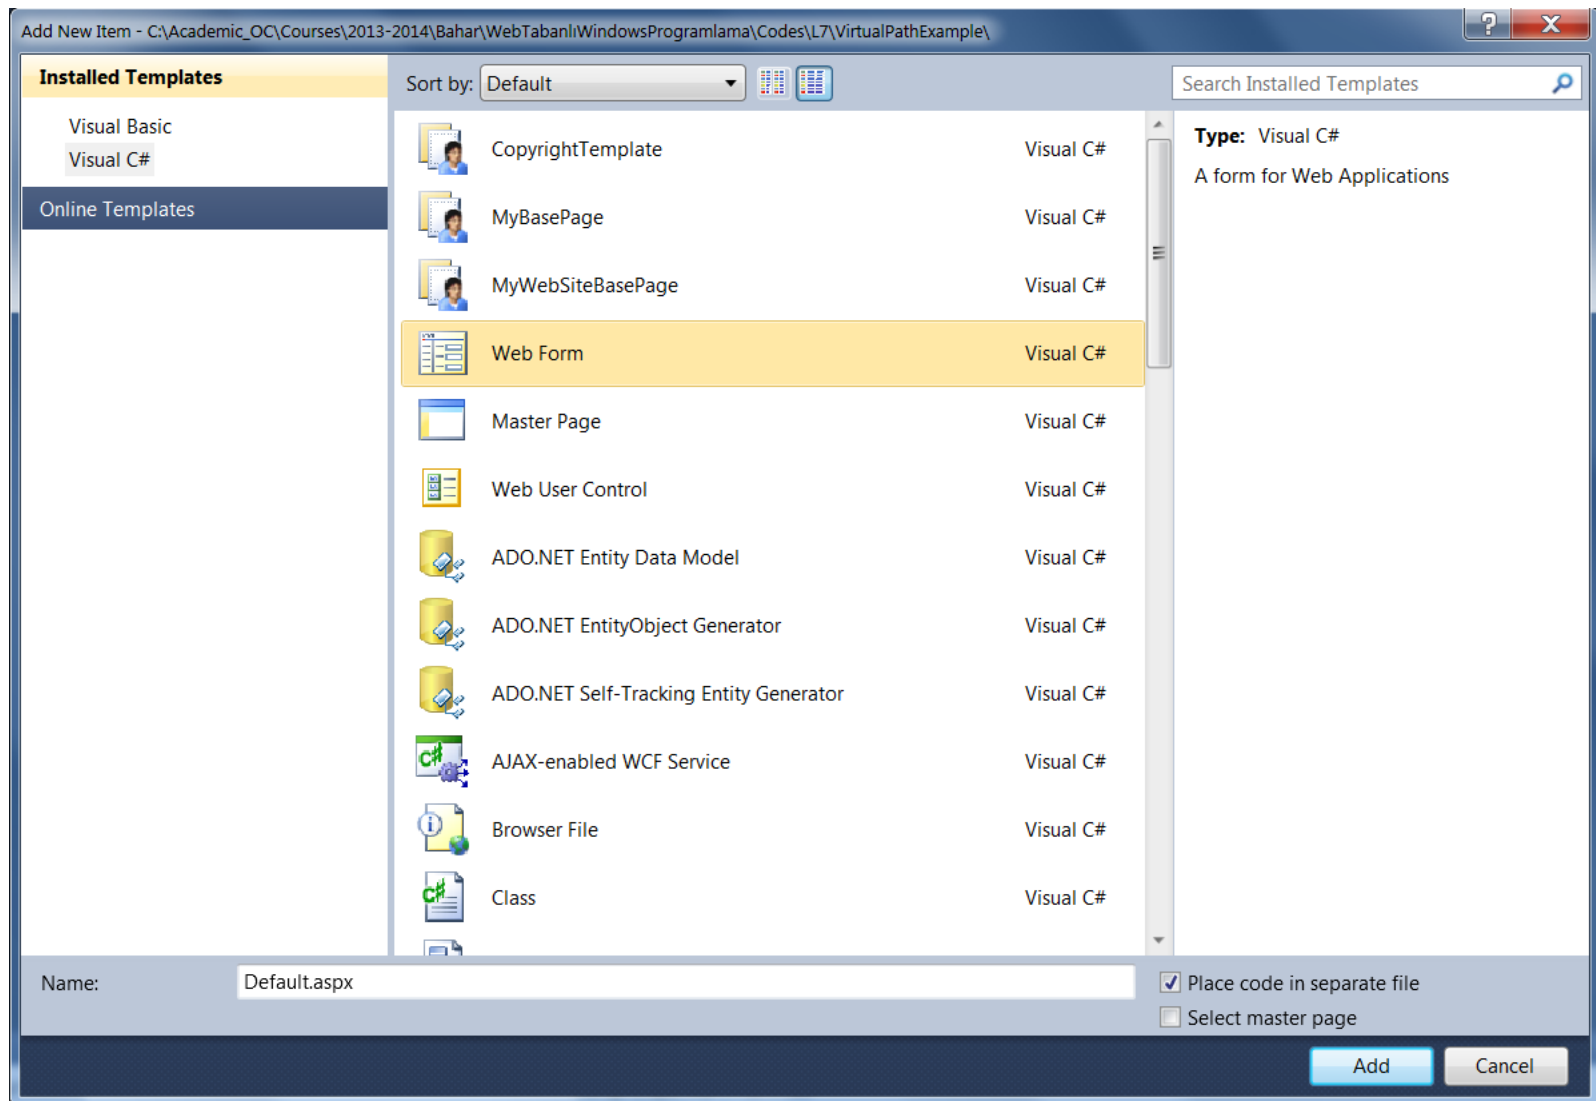 Add New Item - C:\Academic_OC\Courses\2013-2014\Bahar\WebTabanlıWindowsProgramlama\Codes\L7\VirtualPathExample\
Installed Templates
Visual Basic
Visual C#
Online Templates
Sort by: Default
Search Installed Templates
CopyrightTemplate Visual C#
MyBasePage Visual C#
MyWebSiteBasePage Visual C#
Web Form Visual C#
Master Page Visual C#
Web User Control Visual C#
ADO.NET Entity Data Model Visual C#
ADO.NET EntityObject Generator Visual C#
ADO.NET Self-Tracking Entity Generator Visual C#
AJAX-enabled WCF Service Visual C#
Browser File Visual C#
Class Visual C#
Type: Visual C#
A form for Web Applications
Name: Default.aspx
Place code in separate file
Select master page
Add Cancel